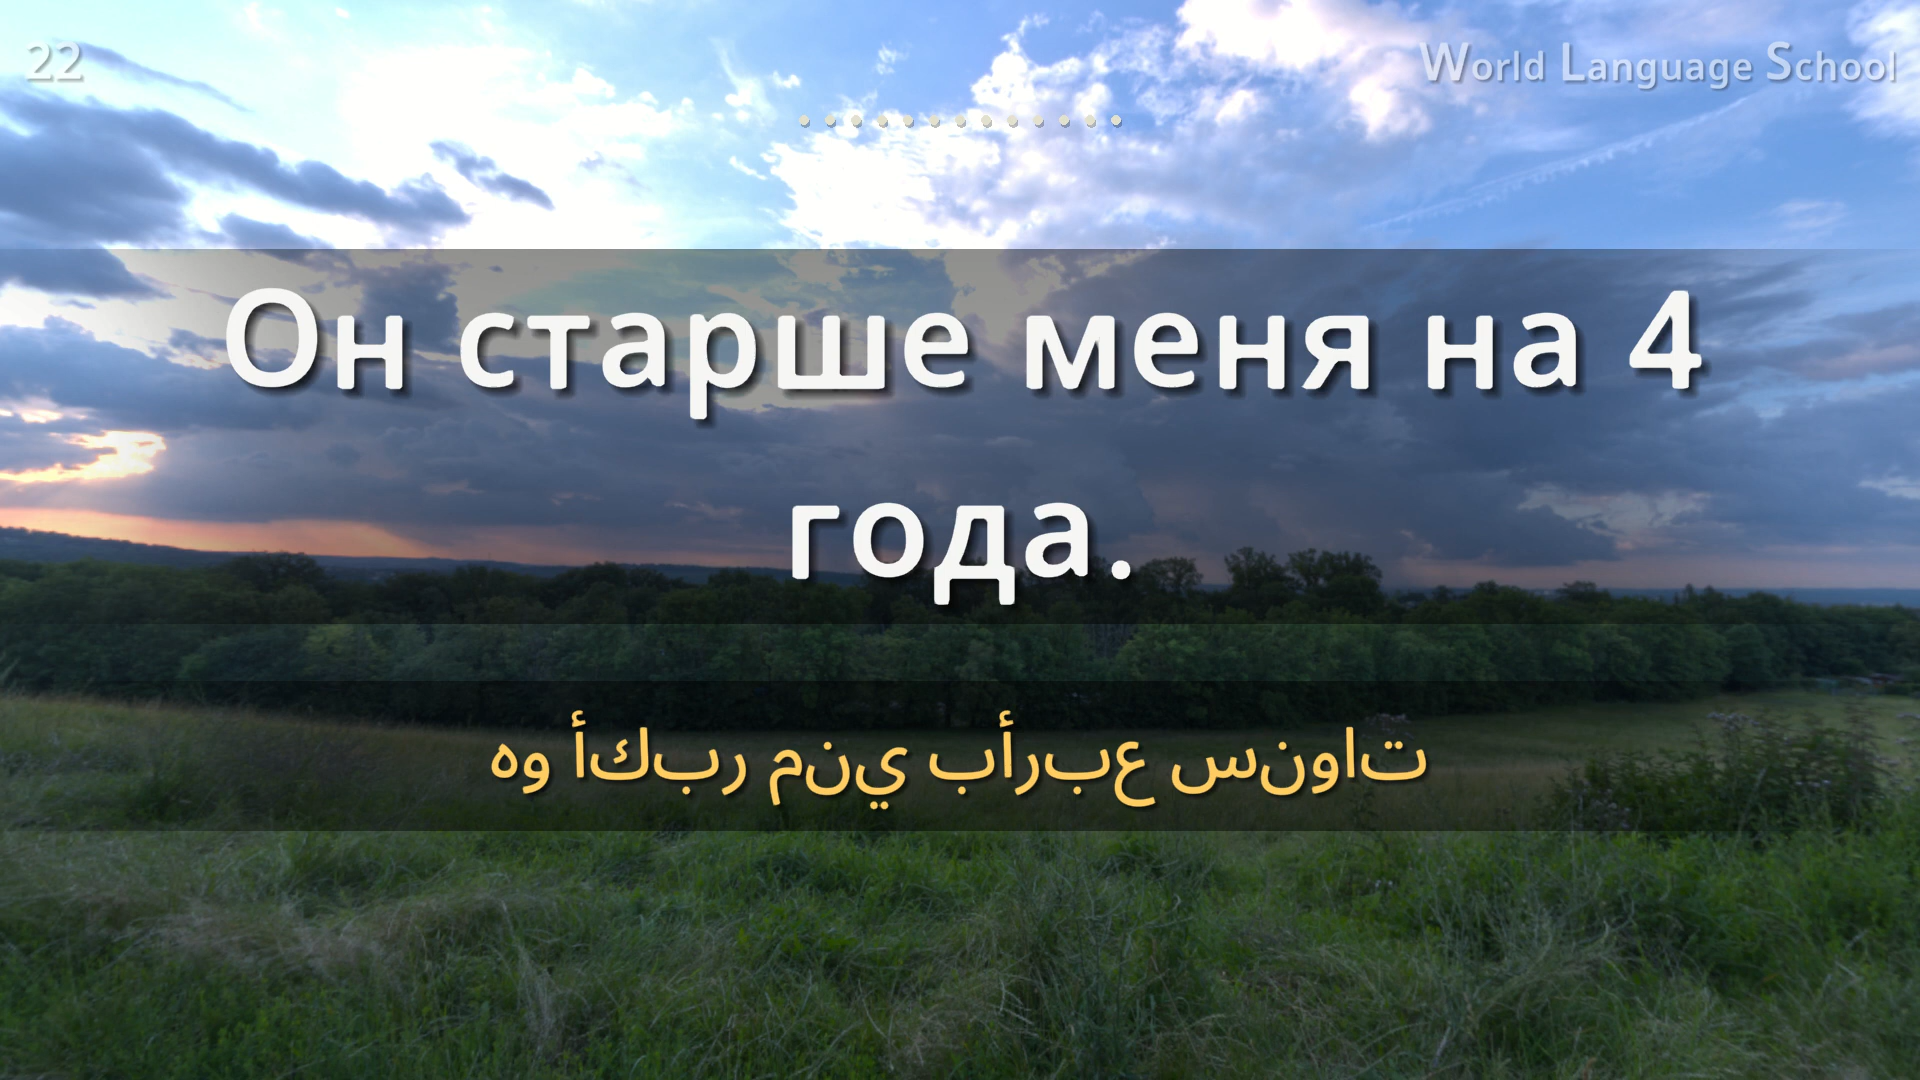 22
World Language School
Он старше меня на 4
года.
هو أكبر مني بأربع سنوات